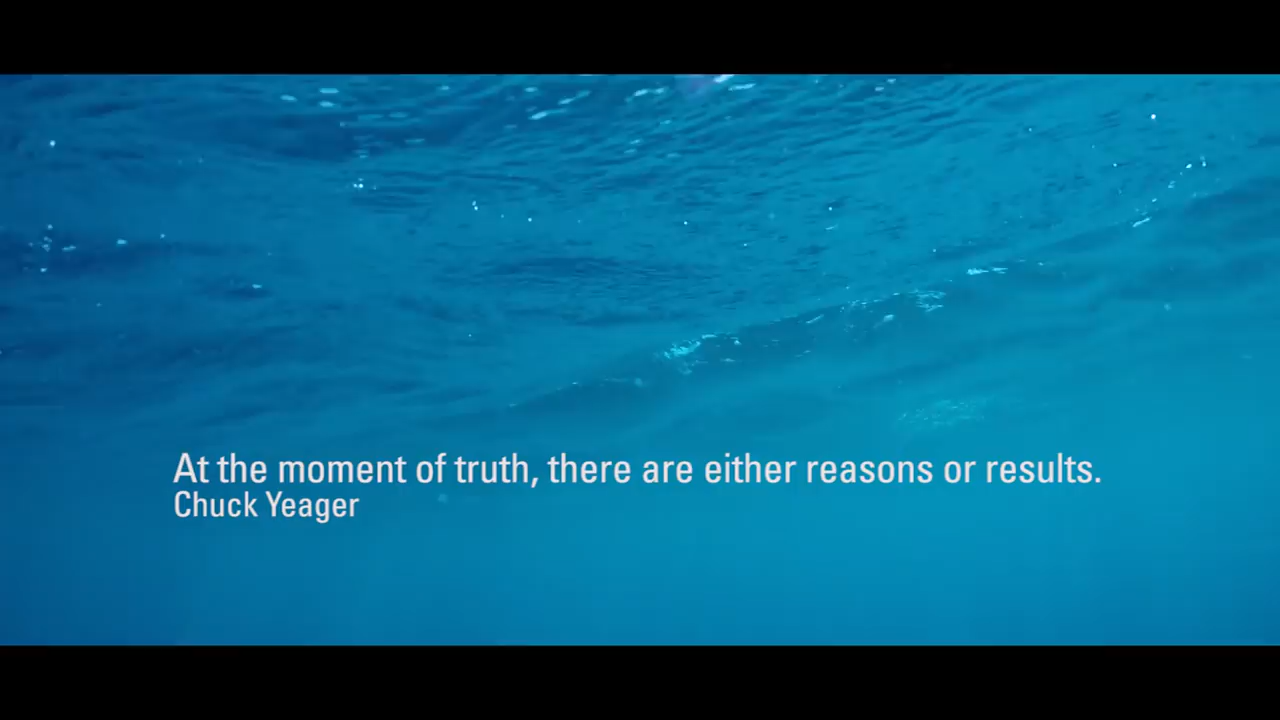 At the moment of truth, there are either reasons or results.
Chuck Yeager